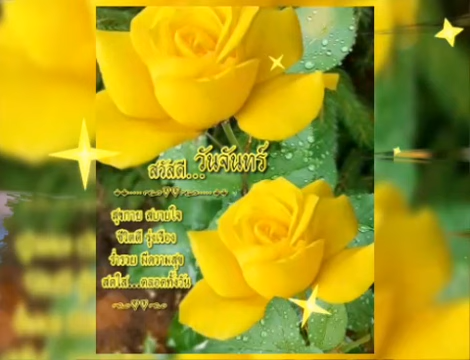 สวัสดี...วันจันทร์
สุขกาย สบายใจ
ชีวิตดี รุ่งเรือง
ร่ำรวย มีความสุข
สดใส...ตลอดทั้งวัน